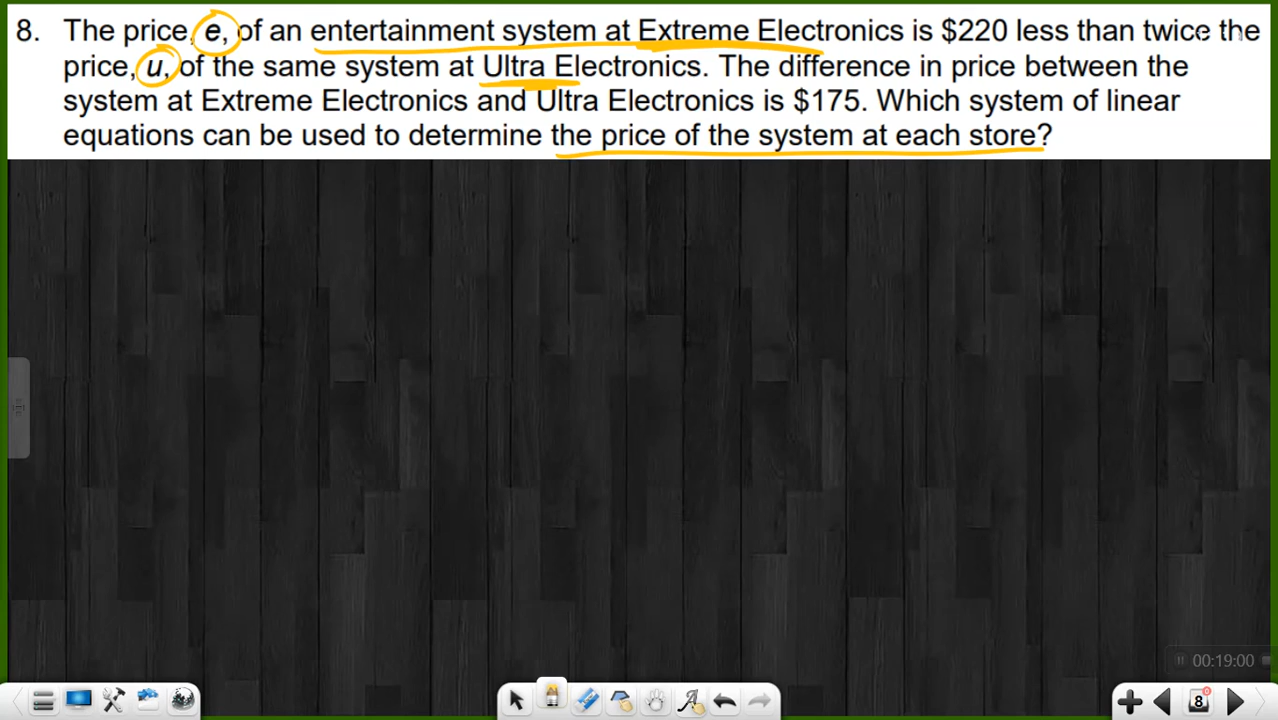 8. The price, e, of an entertainment system at Extreme Electronics is $220 less than twice the
price, u, of the same system at Ultra Electronics. The difference in price between the
system at Extreme Electronics and Ultra Electronics is $175. Which system of linear
equations can be used to determine the price of the system at each store?
00:19:00
8